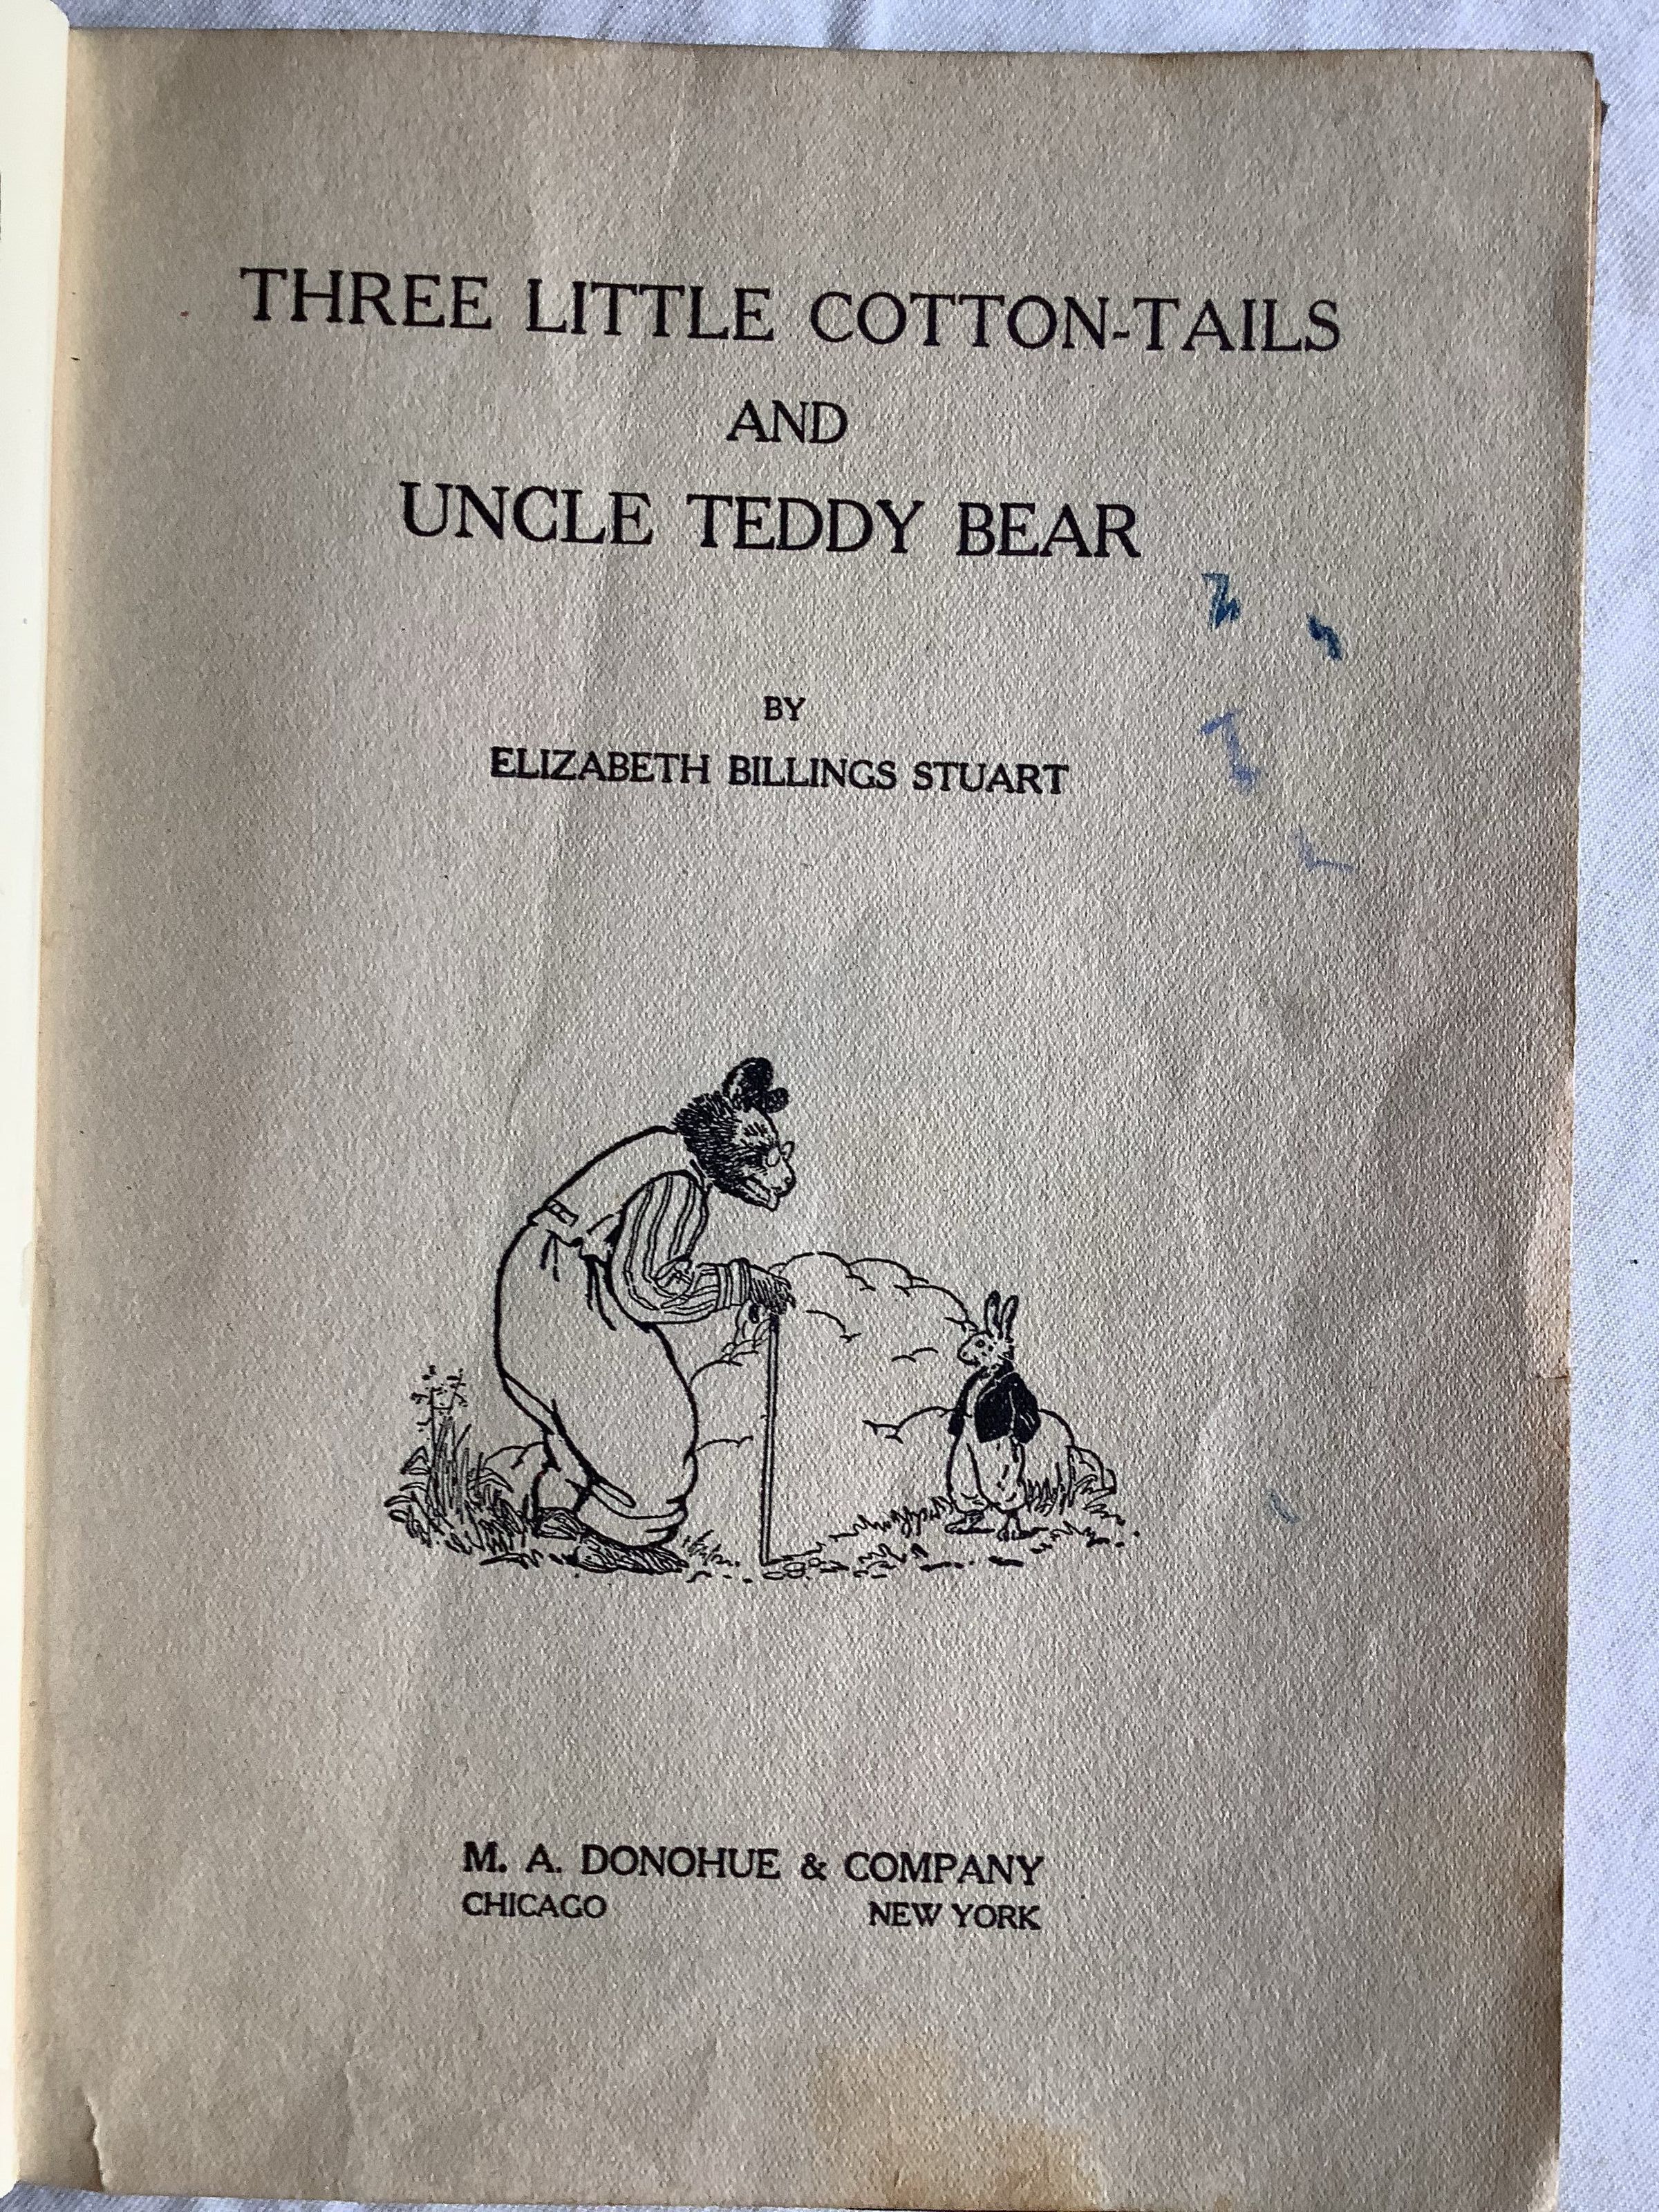 THREE LITTLE COTTON-TAILS
AND
UNCLE TEDDY BEAR
BY
ELIZABETH BILLINGS STUART
M. A. DONOHUE & COMPANY
CHICAGO NEW YORK